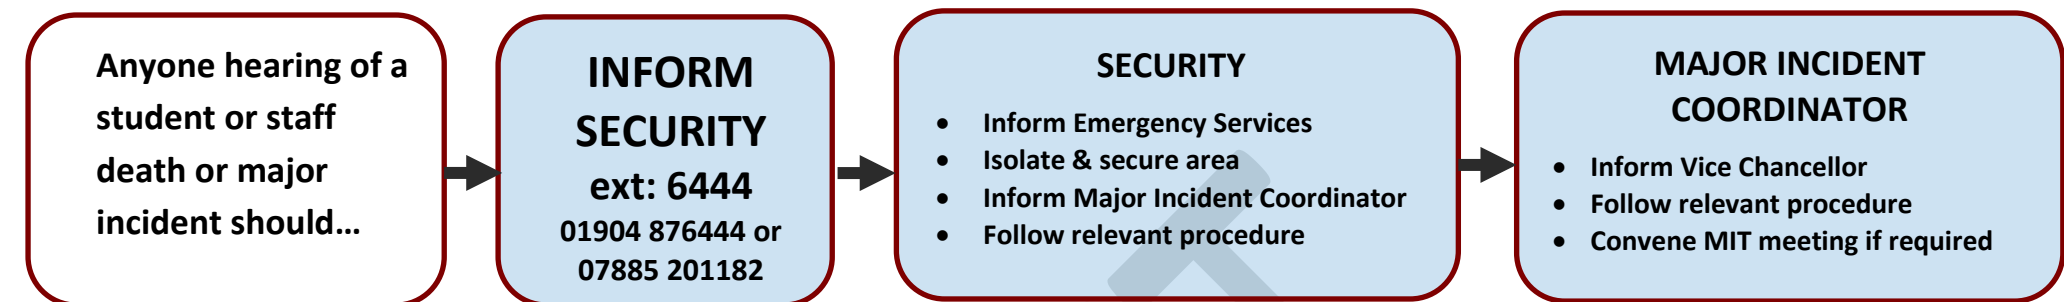 Anyone hearing of a
student or staff
death or major
incident should…
INFORM
SECURITY
ext: 6444
01904 876444 or
07885 201182
SECURITY
• Inform Emergency Services
• Isolate & secure area
• Inform Major Incident Coordinator
• Follow relevant procedure
MAJOR INCIDENT
COORDINATOR
• Inform Vice Chancellor
• Follow relevant procedure
• Convene MIT meeting if required